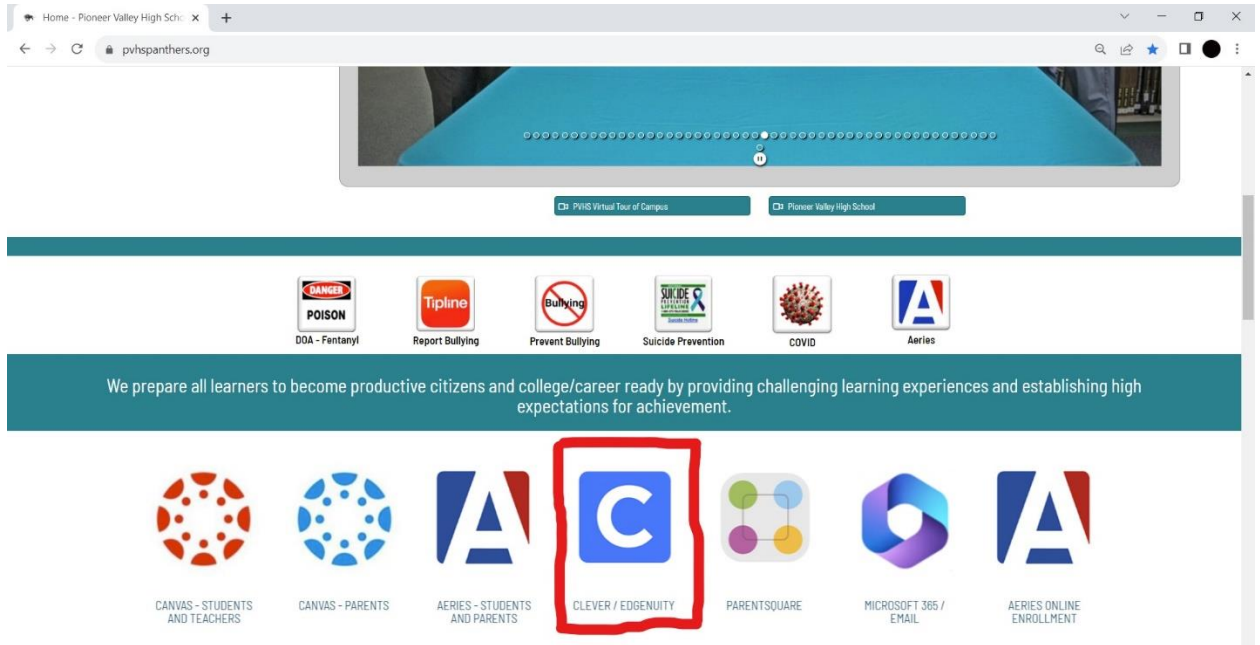 Home - Pioneer Valley High Scho
pvhspanthers.org
PVHS Virtual Tour of Campus
Pioneer Valley High School
DANGER
POISON
Tipline
Bullying
SUICIDE
PREVENTION
LIFELINE
DOA - Fentanyl
Report Bullying
Prevent Bullying
Suicide Prevention
COVID
Aeries
We prepare all learners to become productive citizens and college/career ready by providing challenging learning experiences and establishing high
expectations for achievement.
C
CANVAS - STUDENTS
AND TEACHERS
CANVAS - PARENTS
AERIES - STUDENTS
AND PARENTS
CLEVER / EDGENUITY
PARENTSQUARE
MICROSOFT 365 /
EMAIL
AERIES ONLINE
ENROLLMENT